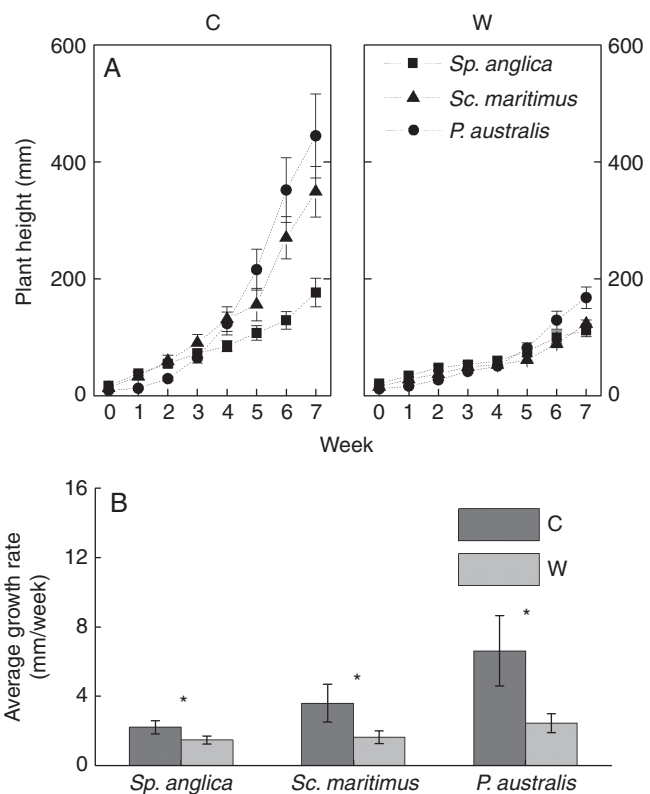 C W
600 600
A
Sp. anglica
Sc. maritimus
P. australis
400 400
Plant height (mm)
200 200
0 0
0 1 2 3 4 5 6 7 0 1 2 3 4 5 6 7
Week
16
B
C
12
W
Average growth rate
(mm/week)
8
*
*
4
*
0
Sp. anglica Sc. maritimus P. australis